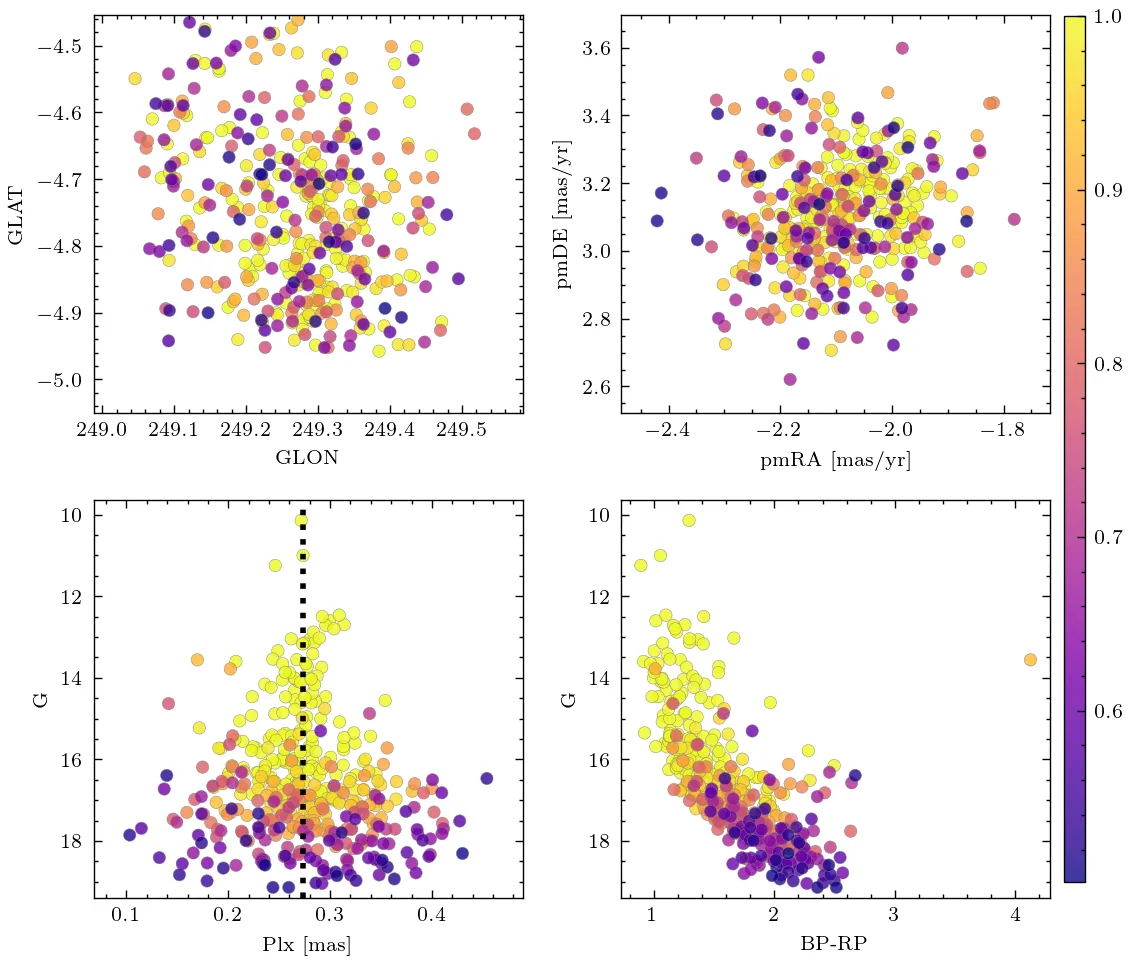 −4.5
−4.6
−4.7
−4.8
−4.9
−5.0
GLAT
249.0 249.1 249.2 249.3 249.4 249.5
GLON
3.6
3.4
3.2
3.0
2.8
2.6
pmDE [mas/yr]
−2.4 −2.2 −2.0 −1.8
pmRA [mas/yr]
10
12
14
16
18
G
0.1 0.2 0.3 0.4
Plx [mas]
10
12
14
16
18
G
1 2 3 4
BP-RP
1.0
0.9
0.8
0.7
0.6